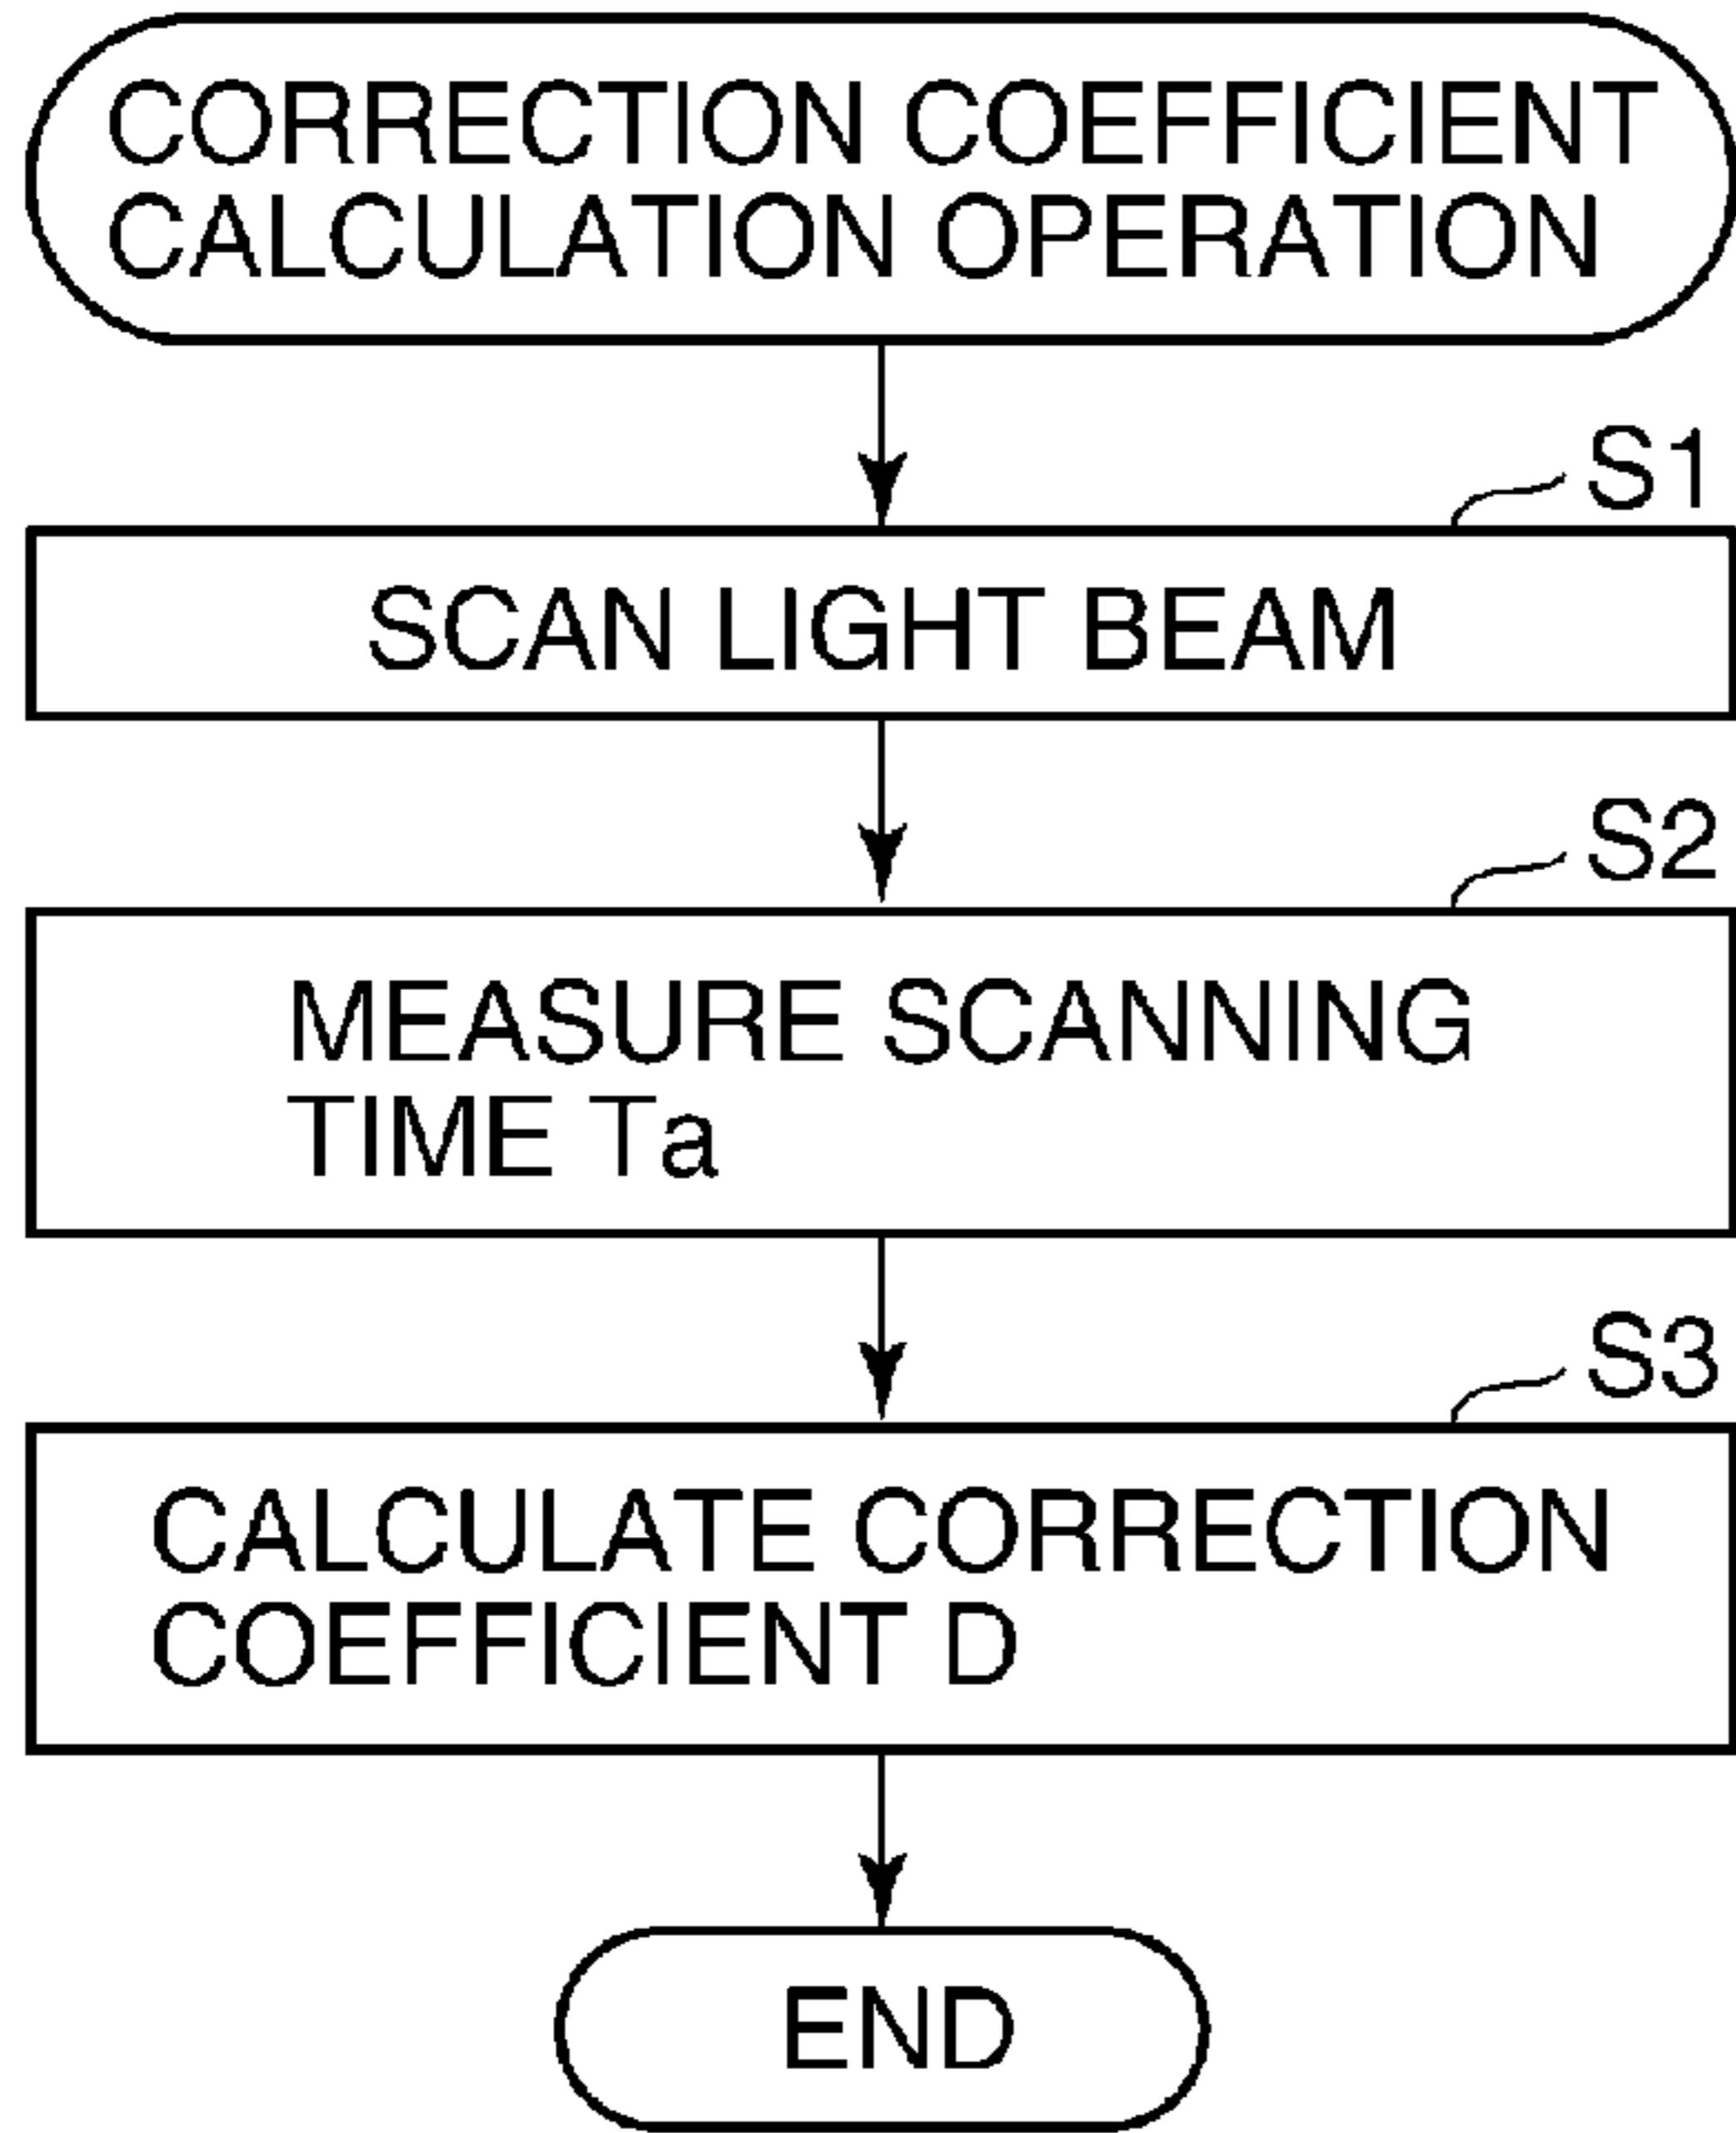 CORRECTION COEFFICIENT
CALCULATION OPERATION
S1
SCAN LIGHT BEAM
S2
MEASURE SCANNING
TIME Ta
S3
CALCULATE CORRECTION
COEFFICIENT D
END